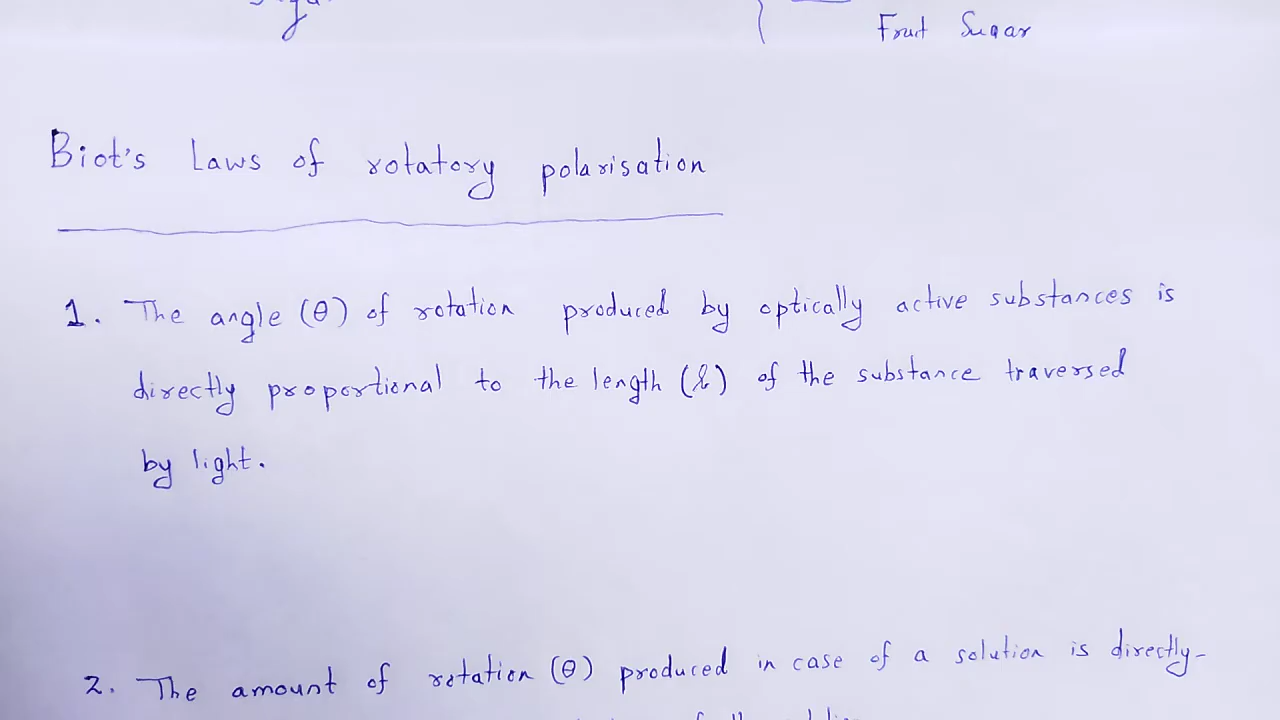 Fruit Sugar
Biot's Laws of rotatory polarisation
1. The angle (θ) of rotation produced by optically active substances is
directly proportional to the length (l) of the substance traversed
by light.
2. The amount of rotation (θ) produced in case of a solution is directly-